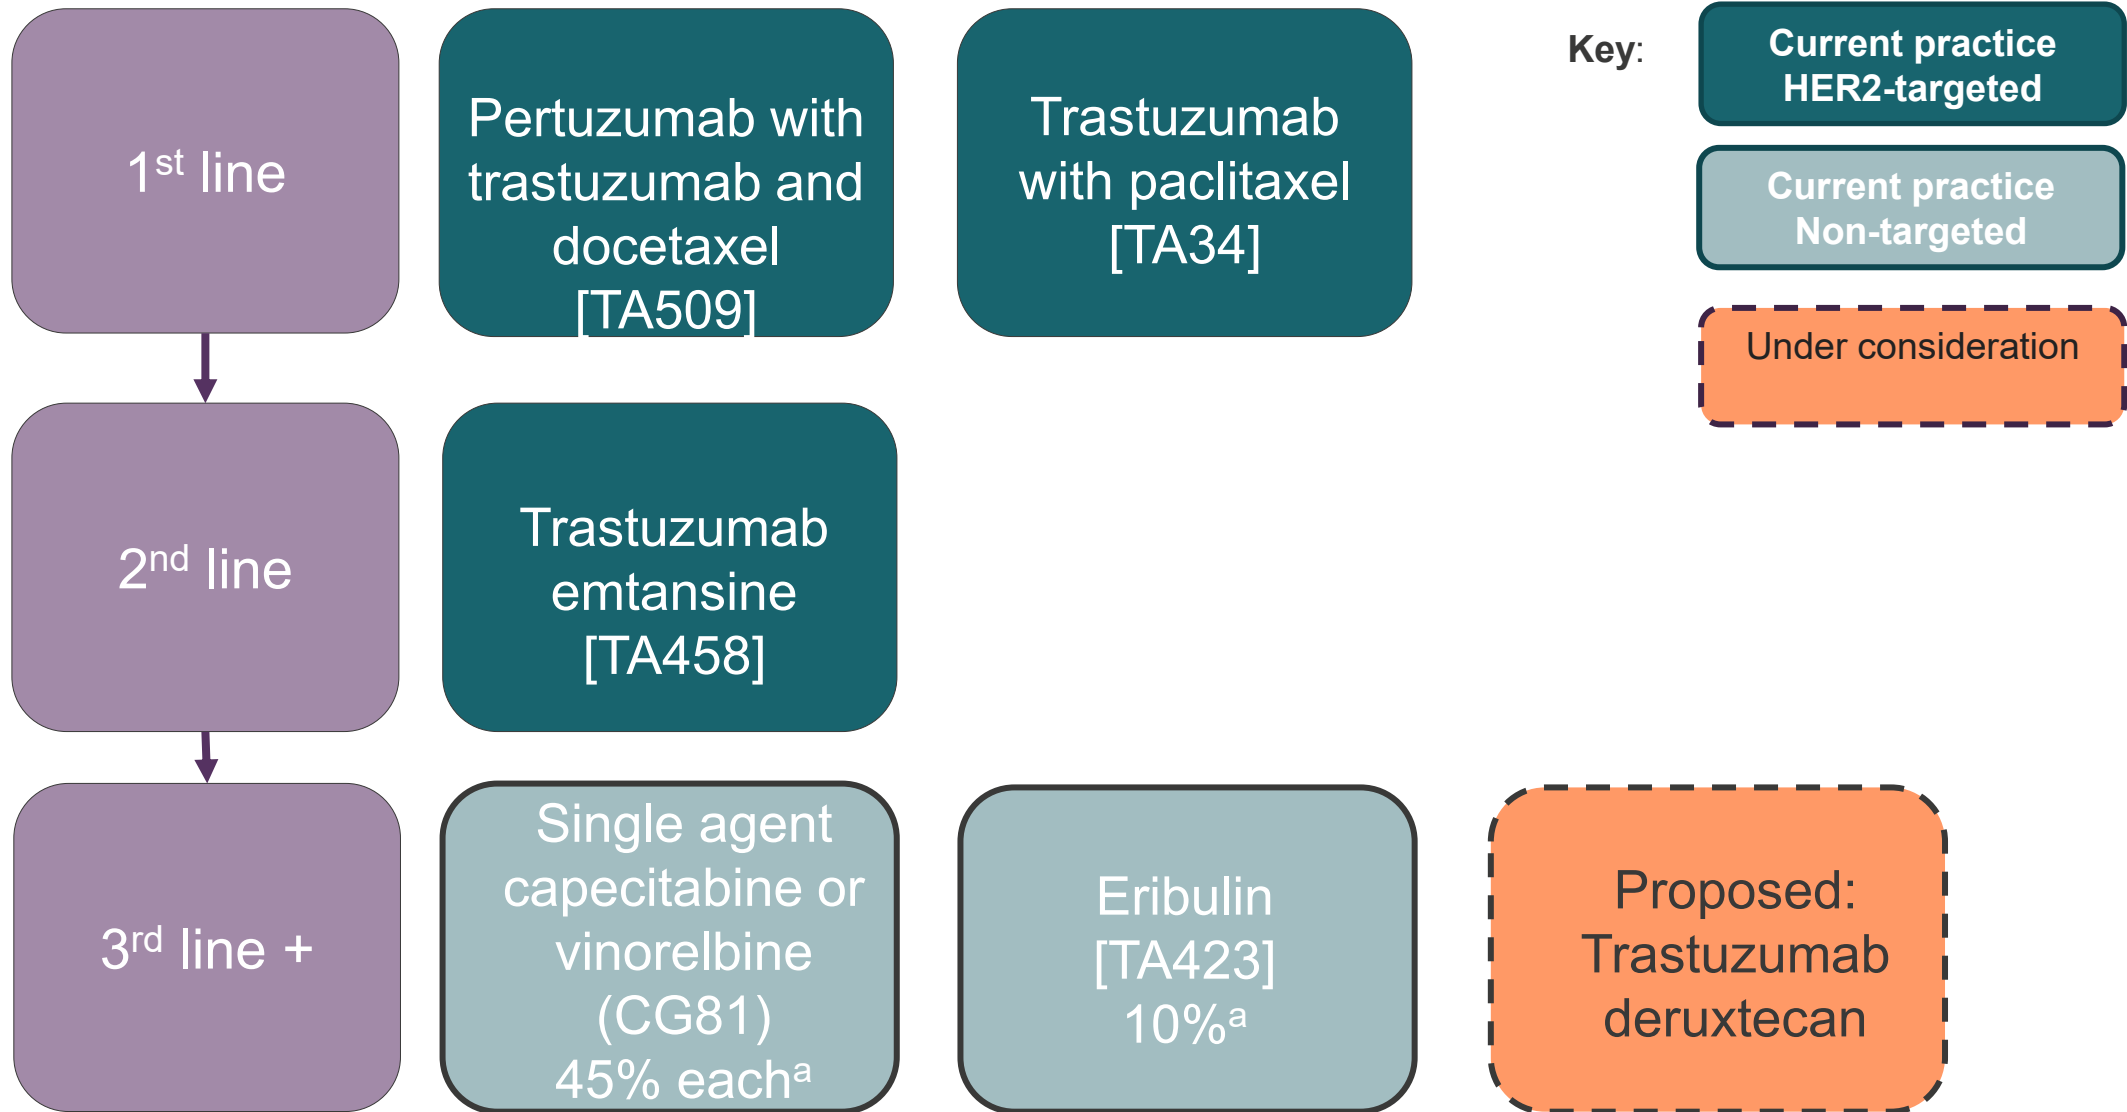 1st line
Pertuzumab with
trastuzumab and
docetaxel
[TA509]
Trastuzumab
with paclitaxel
[TA34]
Key:
Current practice
HER2-targeted
Current practice
Non-targeted
Under consideration
2nd line
Trastuzumab
emtansine
[TA458]
3rd line +
Single agent
capecitabine or
vinorelbine
(CG81)
45% eacha
Eribulin
[TA423]
10%a
Proposed:
Trastuzumab
deruxtecan